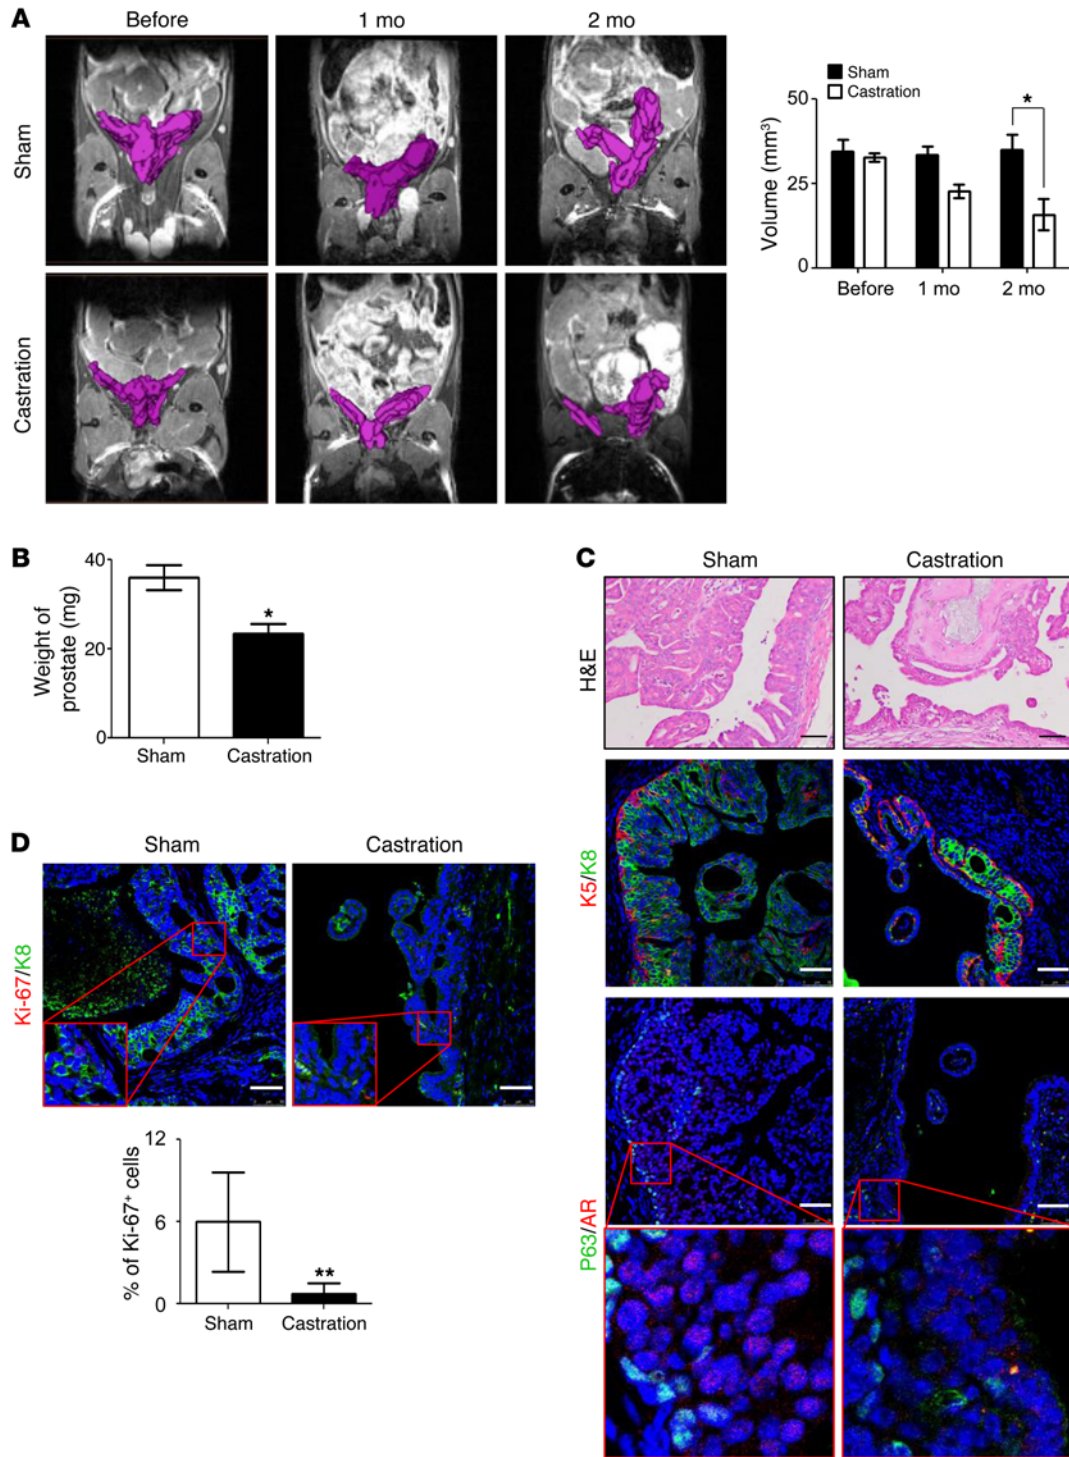 A
Before
1 mo
2 mo
Sham
Castration
Sham
Castration
Volume (mm³)
50
25
0
*
Before
1 mo
2 mo
B
Weight of
prostate (mg)
40
20
0
*
Sham
Castration
C
Sham
Castration
H&E
K5/K8
P63/AR
D
Sham
Castration
Ki-67/K8
% of Ki-67⁺ cells
12
6
0
**
Sham
Castration